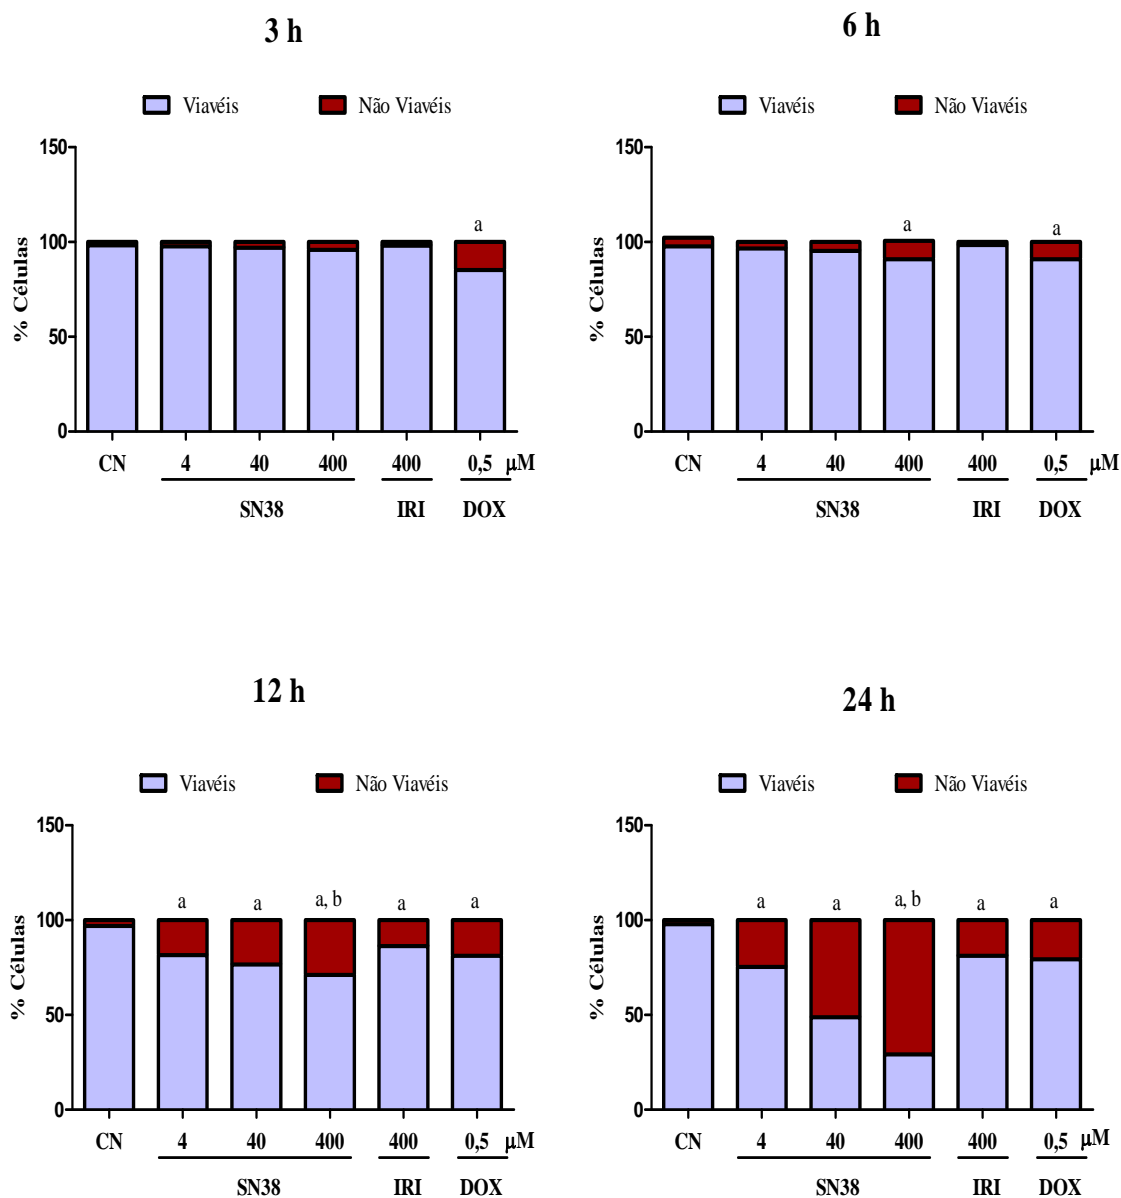 3 h
Viavéis Não Viavéis
150
a
100
50
0
% Células
CN 4 40 400 400 0,5 μM
SN38 IRI DOX
6 h
Viavéis Não Viavéis
150
a a
100
50
0
% Células
CN 4 40 400 400 0,5 μM
SN38 IRI DOX
12 h
Viavéis Não Viavéis
150
a a a, b a a
100
50
0
% Células
CN 4 40 400 400 0,5 μM
SN38 IRI DOX
24 h
Viavéis Não Viavéis
150
a a a, b a a
100
50
0
% Células
CN 4 40 400 400 0,5 μM
SN38 IRI DOX